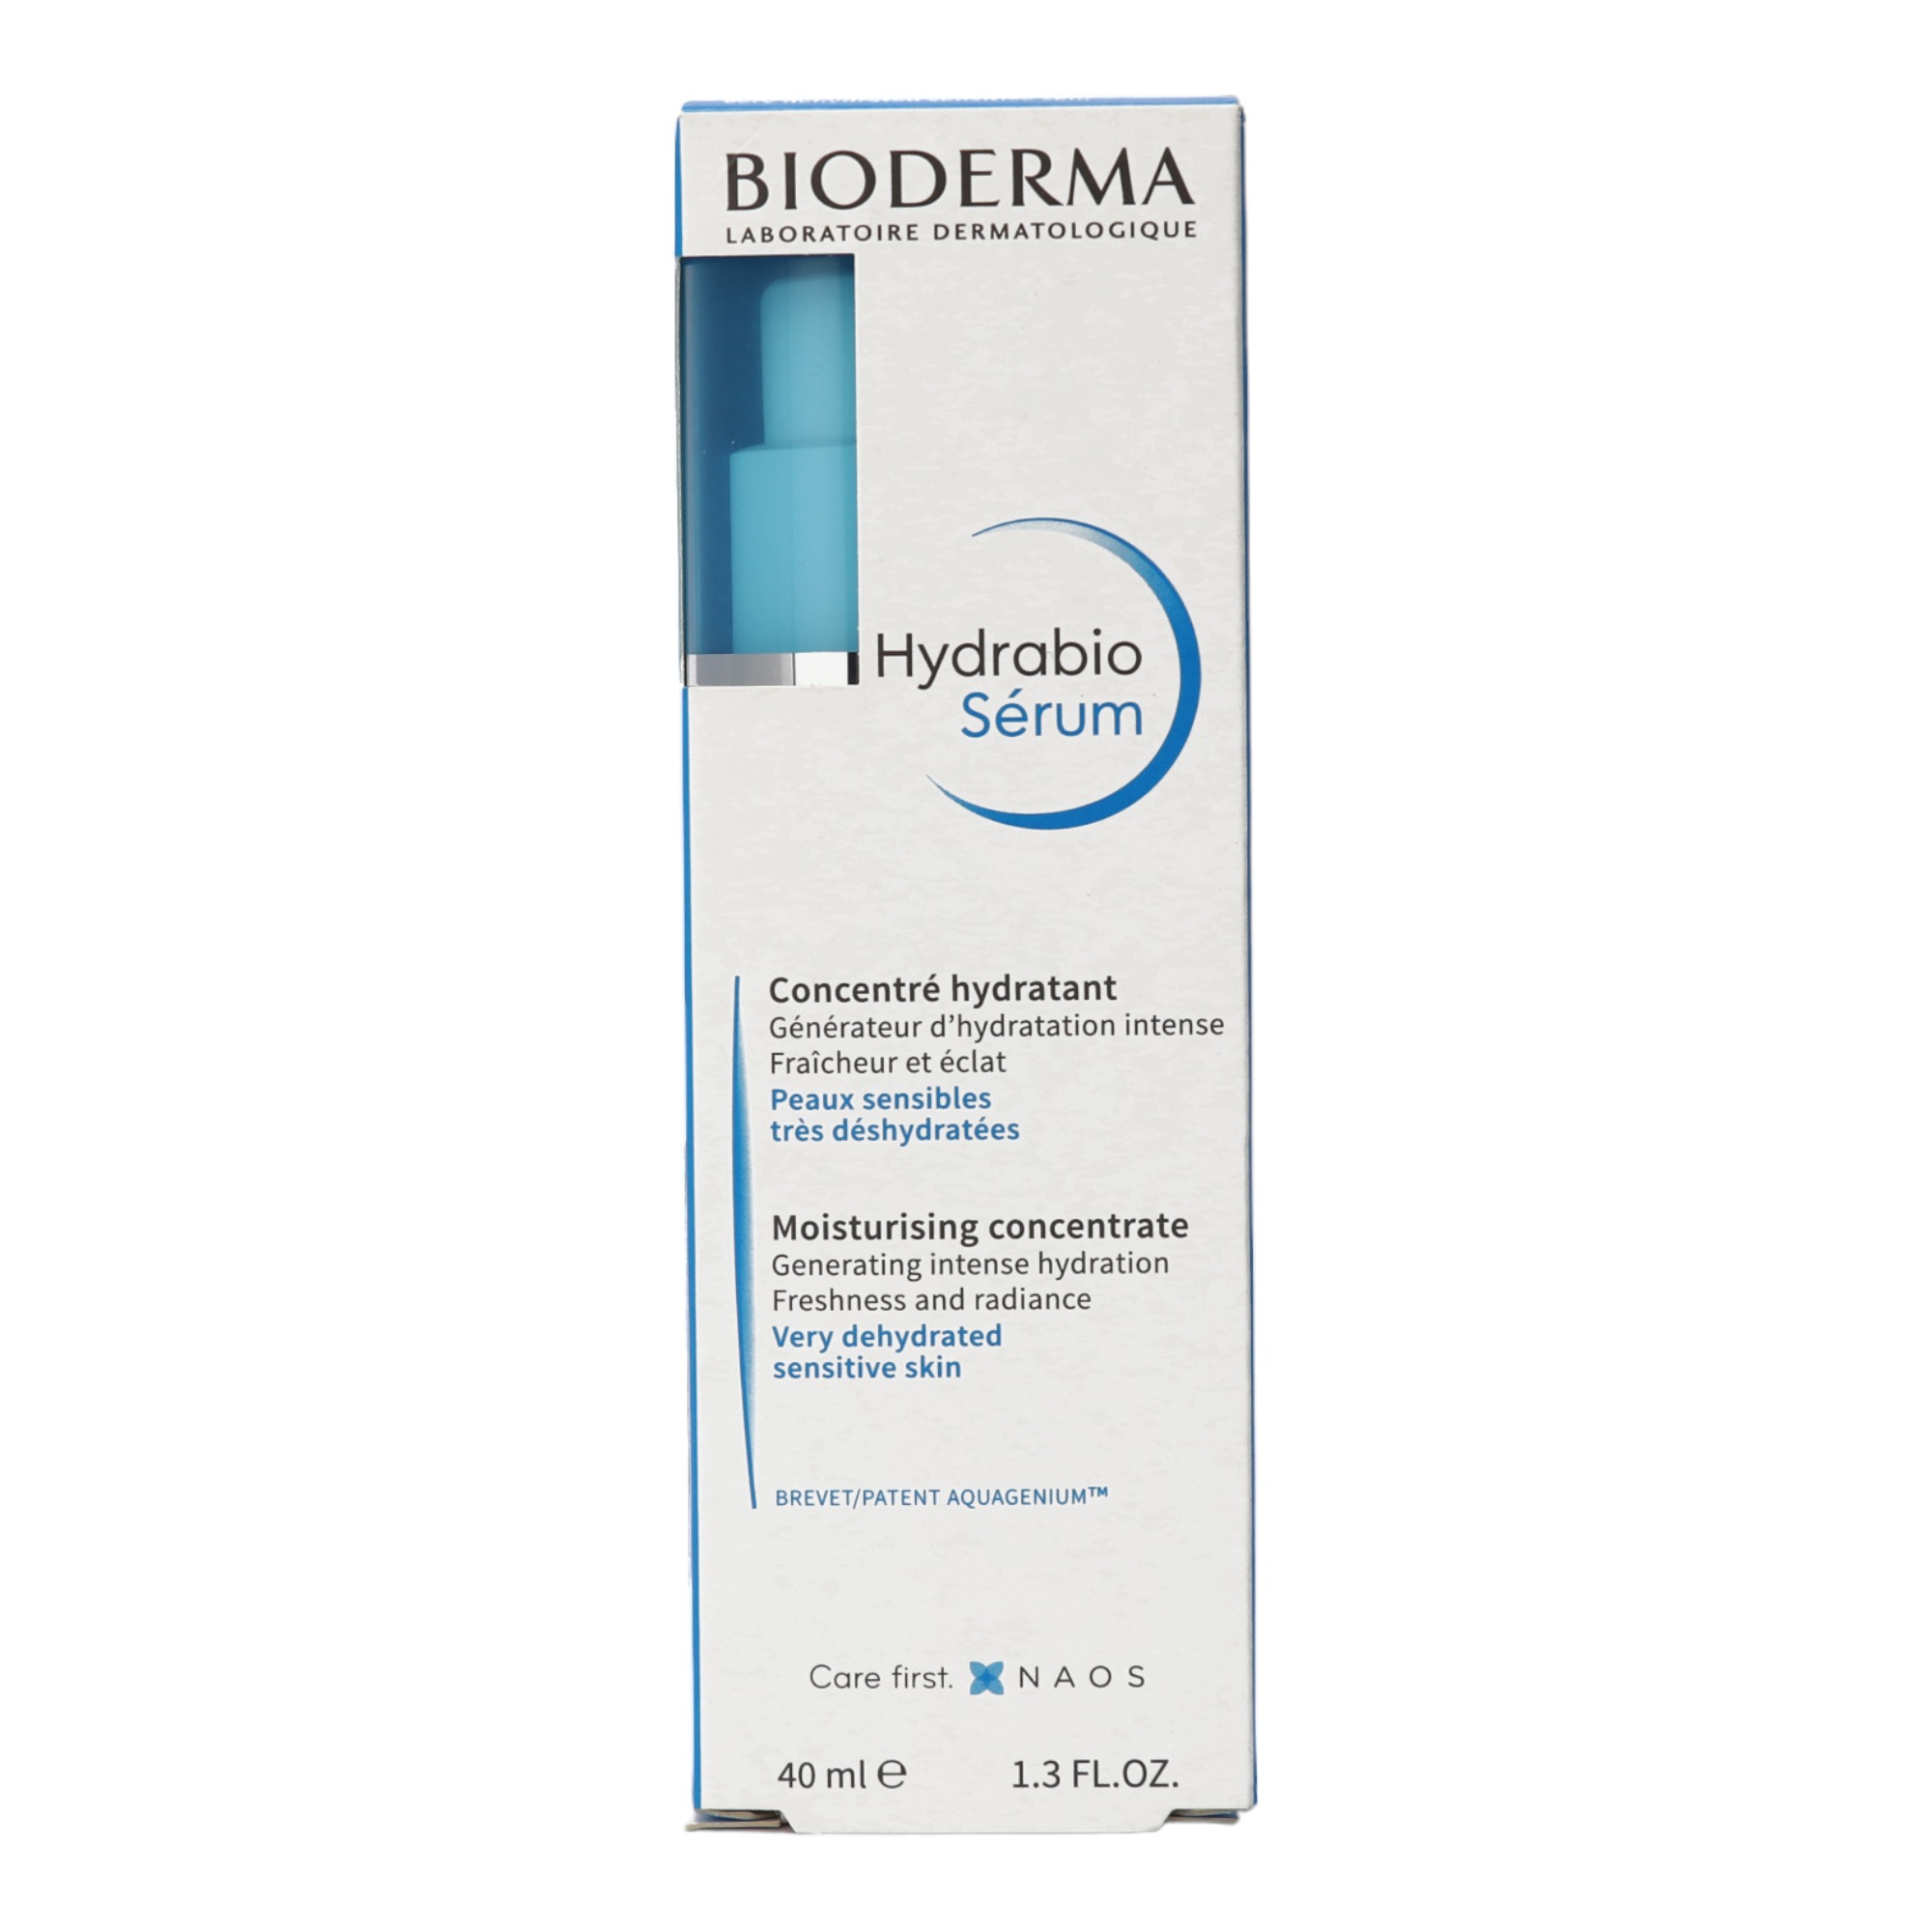 BIODERMA
LABORATOIRE DERMATOLOGIQUE
Hydrabio
Sérum
Concentré hydratant
Générateur d'hydratation intense
Fraîcheur et éclat
Peaux sensibles
très déshydratées
Moisturising concentrate
Generating intense hydration
Freshness and radiance
Very dehydrated
sensitive skin
BREVET/PATENT AQUAGENIUM™
Care first. NAOS
40 ml ℮ 1.3 FL.OZ.